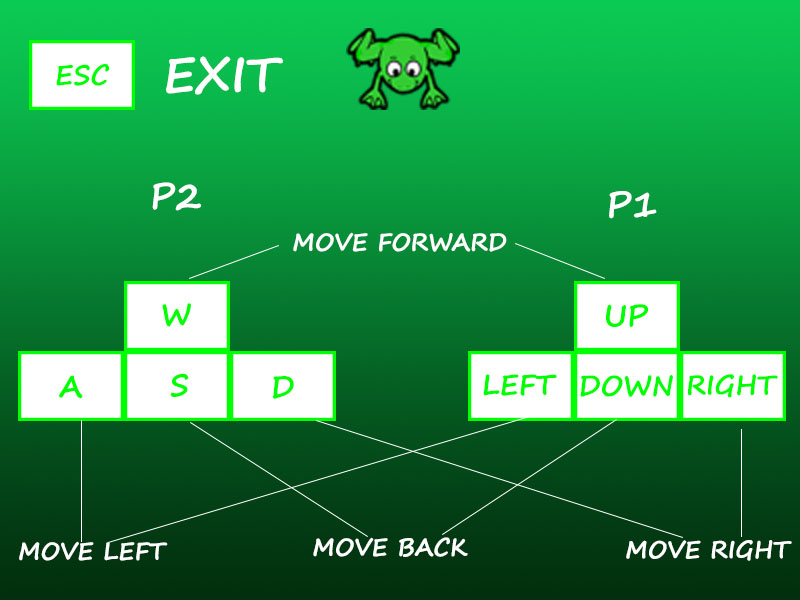 ESC
EXIT
P2
P1
MOVE FORWARD
W
UP
A
S
D
LEFT
DOWN
RIGHT
MOVE LEFT
MOVE BACK
MOVE RIGHT